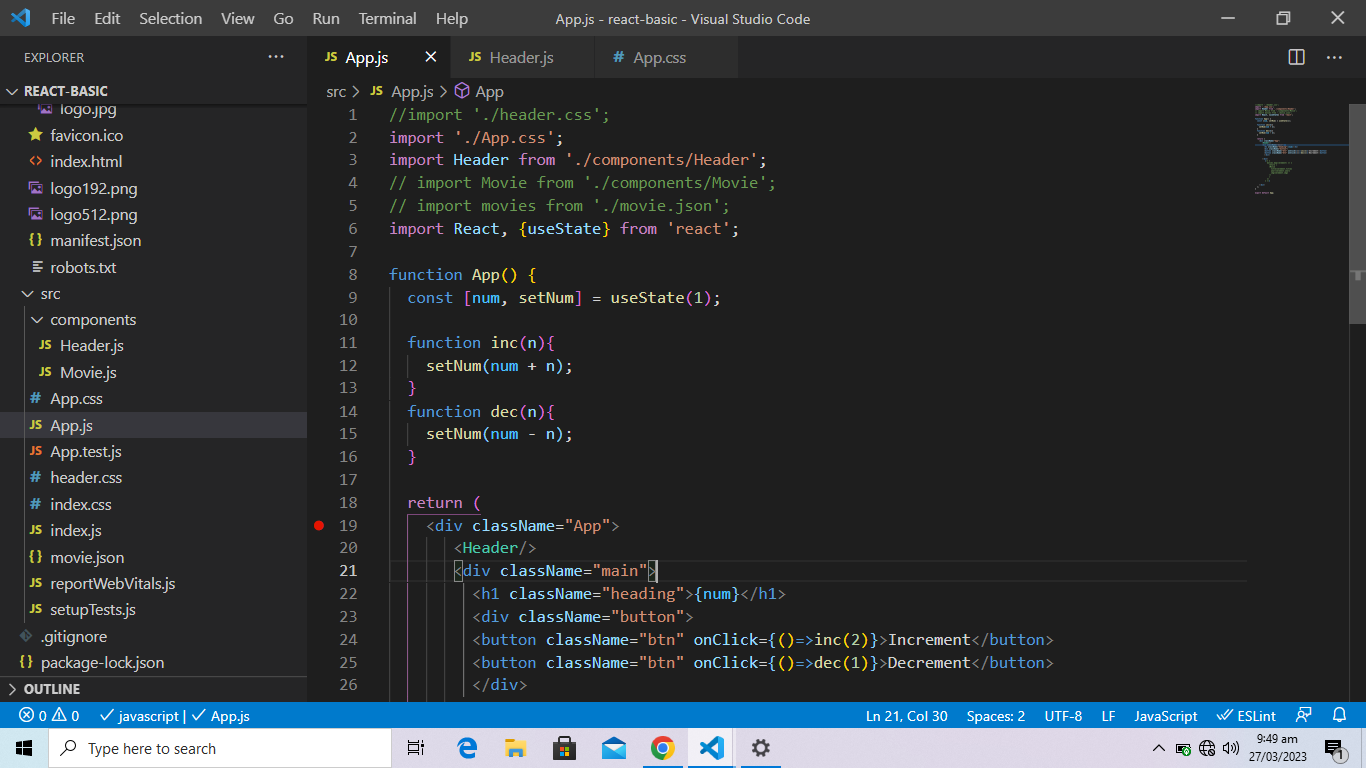 File Edit Selection View Go Run Terminal Help App.js - react-basic - Visual Studio Code
EXPLORER
REACT-BASIC
logo.jpg
favicon.ico
index.html
logo192.png
logo512.png
manifest.json
robots.txt
src
components
Header.js
Movie.js
App.css
App.js
App.test.js
header.css
index.css
index.js
movie.json
reportWebVitals.js
setupTests.js
.gitignore
package-lock.json
OUTLINE
JS App.js JS Header.js # App.css
src > JS App.js > App
1 //import './header.css';
2 import './App.css';
3 import Header from './components/Header';
4 // import Movie from './components/Movie';
5 // import movies from './movie.json';
6 import React, {useState} from 'react';
7
8 function App() {
9 const [num, setNum] = useState(1);
10
11 function inc(n){
12 setNum(num + n);
13 }
14 function dec(n){
15 setNum(num - n);
16 }
17
18 return (
19 <div className="App">
20 <Header/>
21 <div className="main">
22 <h1 className="heading">{num}</h1>
23 <div className="button">
24 <button className="btn" onClick={()=>inc(2)}>Increment</button>
25 <button className="btn" onClick={()=>dec(1)}>Decrement</button>
26 </div>
0 0 javascript | App.js Ln 21, Col 30 Spaces: 2 UTF-8 LF JavaScript ESLint
Type here to search
9:49 am
27/03/2023
1